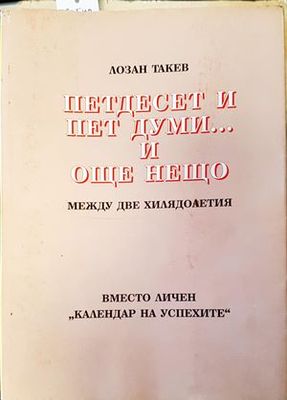 ЛОЗАН ТАКЕВ
ПЕТДЕСЕТ И
ПЕТ ДУМИ...
И
ОЩЕ НЕЩО
МЕЖДУ ДВЕ ХИЛЯДОЛЕТИЯ
ВМЕСТО ЛИЧЕН
„КАЛЕНДАР НА УСПЕХИТЕ“